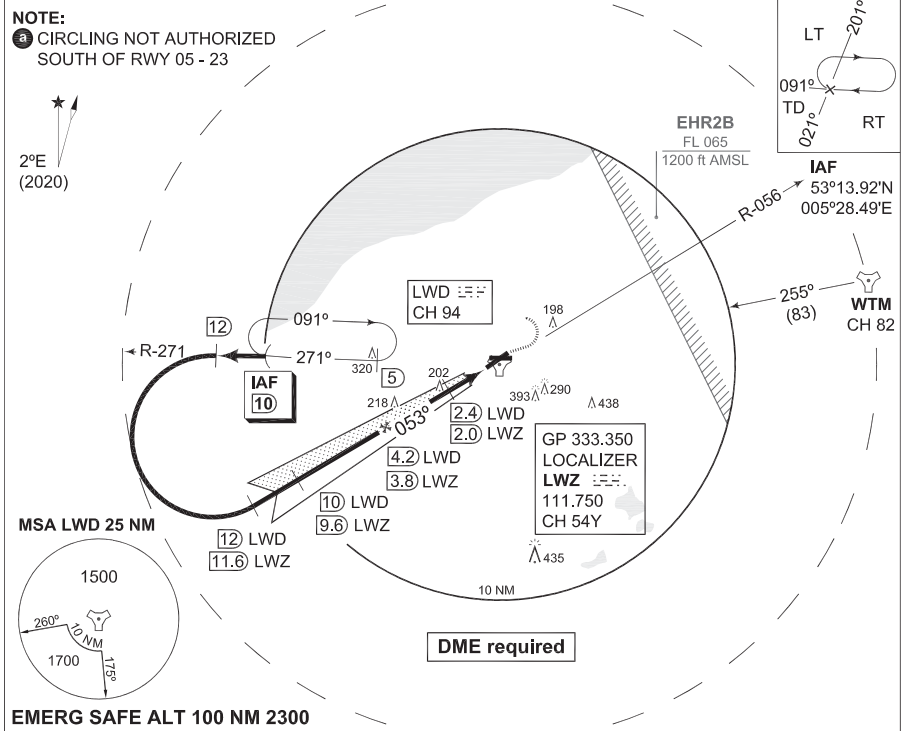 NOTE:
a CIRCLING NOT AUTHORIZED
SOUTH OF RWY 05 - 23
2ºE
(2020)
LT
201º
091º
TD
021º
RT
EHR2B
FL 065
1200 ft AMSL
IAF
53º13.92'N
005º28.49'E
R-056
255º
(83)
WTM
CH 82
LWD
CH 94
198
12
091º
R-271
271º
320
5
IAF
10
202
218
053º
393
290
438
2.4 LWD
2.0 LWZ
4.2 LWD
3.8 LWZ
10 LWD
9.6 LWZ
12 LWD
11.6 LWZ
GP 333.350
LOCALIZER
LWZ
111.750
CH 54Y
435
10 NM
MSA LWD 25 NM
1500
260º
10 NM
1700
175º
DME required
EMERG SAFE ALT 100 NM 2300